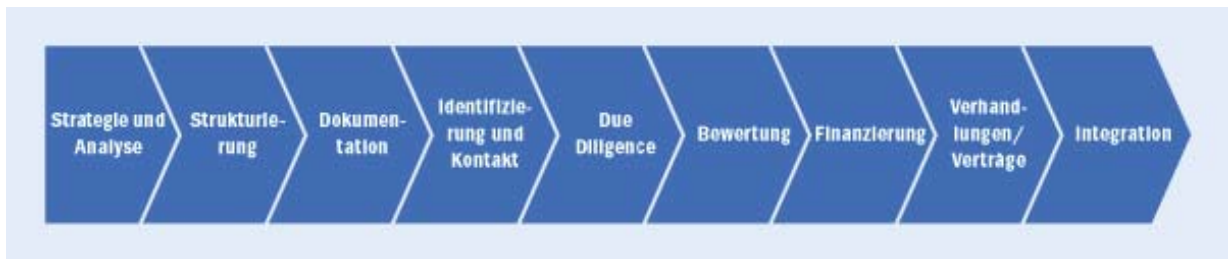 Strategie und
Analyse
Strukturie-
rung
Dokumen-
tation
Identifizie-
rung und
Kontakt
Due
Diligence
Bewertung
Finanzierung
Verhand-
lungen/
Verträge
Integration